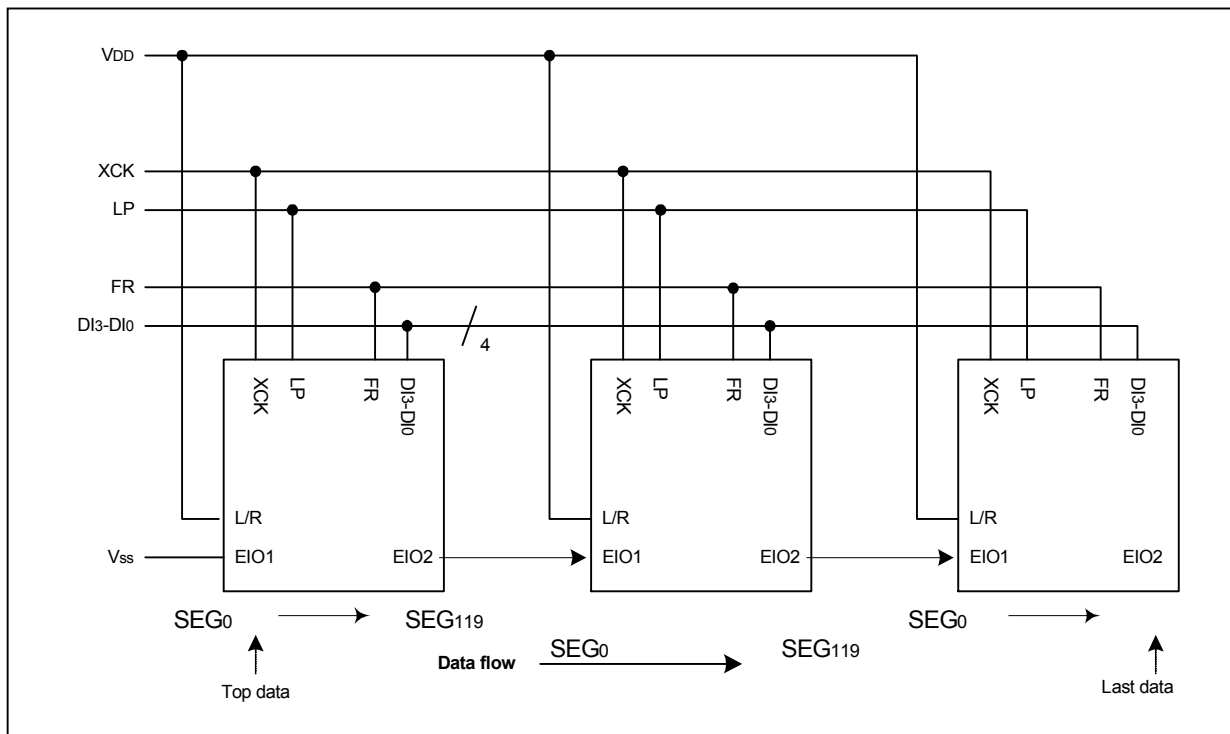 VDD
XCK
LP
FR
DI3-DI0
4
XCK LP FR DI3-DI0
XCK LP FR DI3-DI0
XCK LP FR DI3-DI0
L/R
L/R
L/R
Vss
EIO1 EIO2
EIO1 EIO2
EIO1 EIO2
SEG0 SEG119
SEG0
Data flow
SEG0 SEG119
Top data
Last data